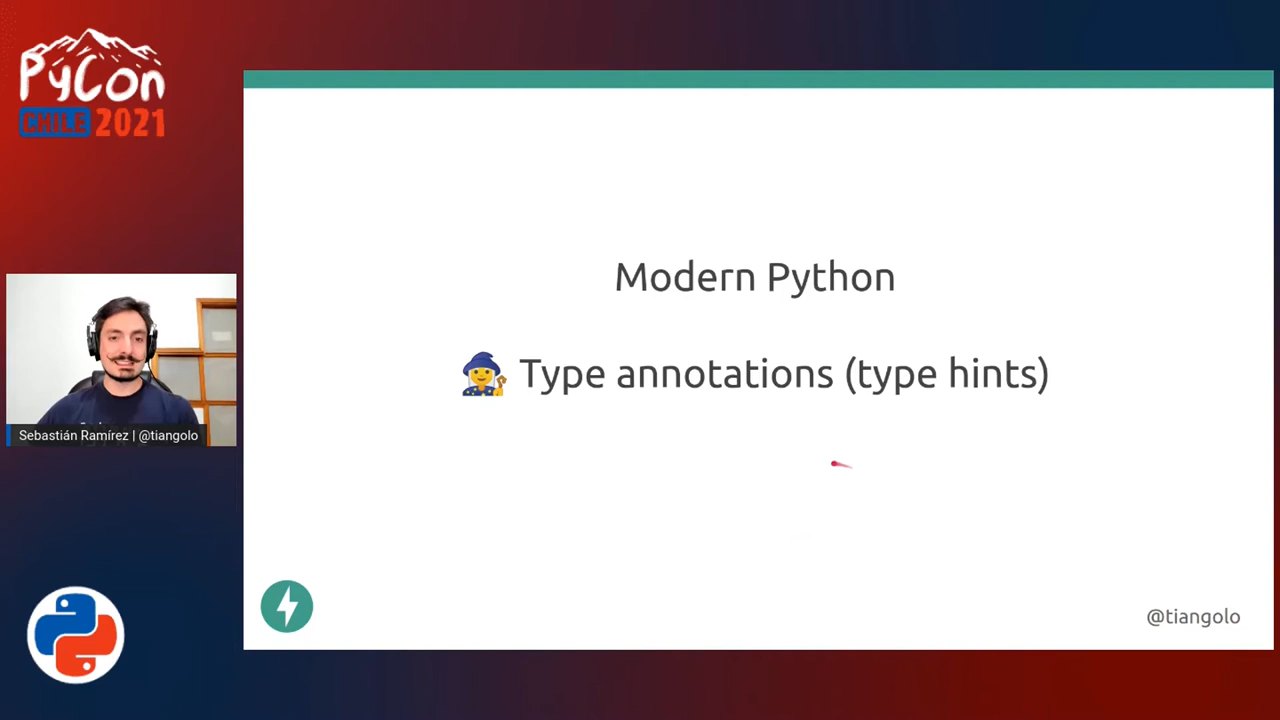 PyCon
CHILE 2021
Modern Python
Type annotations (type hints)
Sebastián Ramírez | @tiangolo
@tiangolo